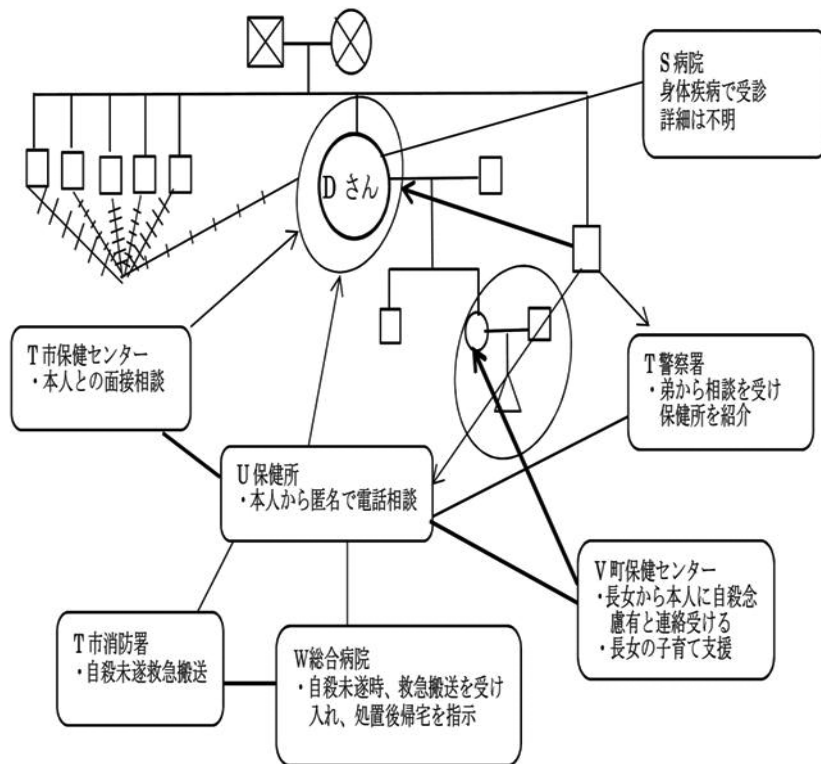 S病院
身体疾病で受診
詳細は不明
Dさん
T市保健センター
・本人との面接相談
T警察署
・弟から相談を受け
保健所を紹介
U保健所
・本人から匿名で電話相談
V町保健センター
・長女から本人に自殺念
慮有と連絡受ける
・長女の子育て支援
T市消防署
・自殺未遂救急搬送
W総合病院
・自殺未遂時、救急搬送を受け
入れ、処置後帰宅を指示